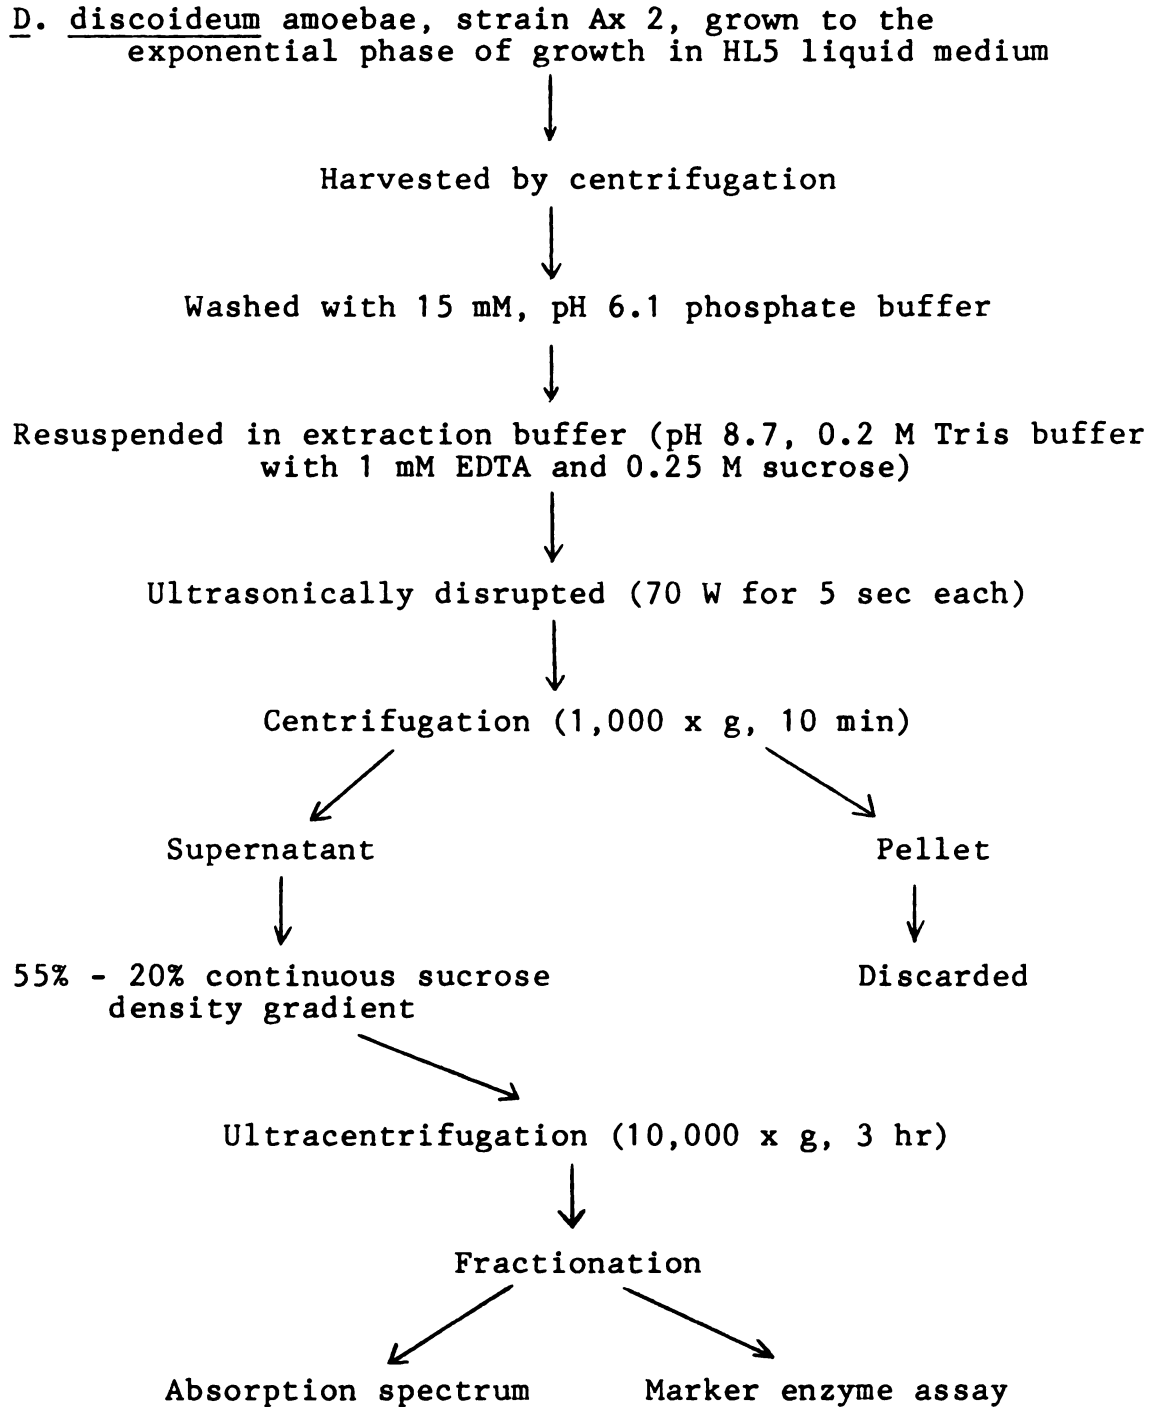 D. discoideum amoebae, strain Ax 2, grown to the
exponential phase of growth in HL5 liquid medium
Harvested by centrifugation
Washed with 15 mM, pH 6.1 phosphate buffer
Resuspended in extraction buffer (pH 8.7, 0.2 M Tris buffer
with 1 mM EDTA and 0.25 M sucrose)
Ultrasonically disrupted (70 W for 5 sec each)
Centrifugation (1,000 x g, 10 min)
Supernatant
Pellet
55% - 20% continuous sucrose
density gradient
Discarded
Ultracentrifugation (10,000 x g, 3 hr)
Fractionation
Absorption spectrum
Marker enzyme assay